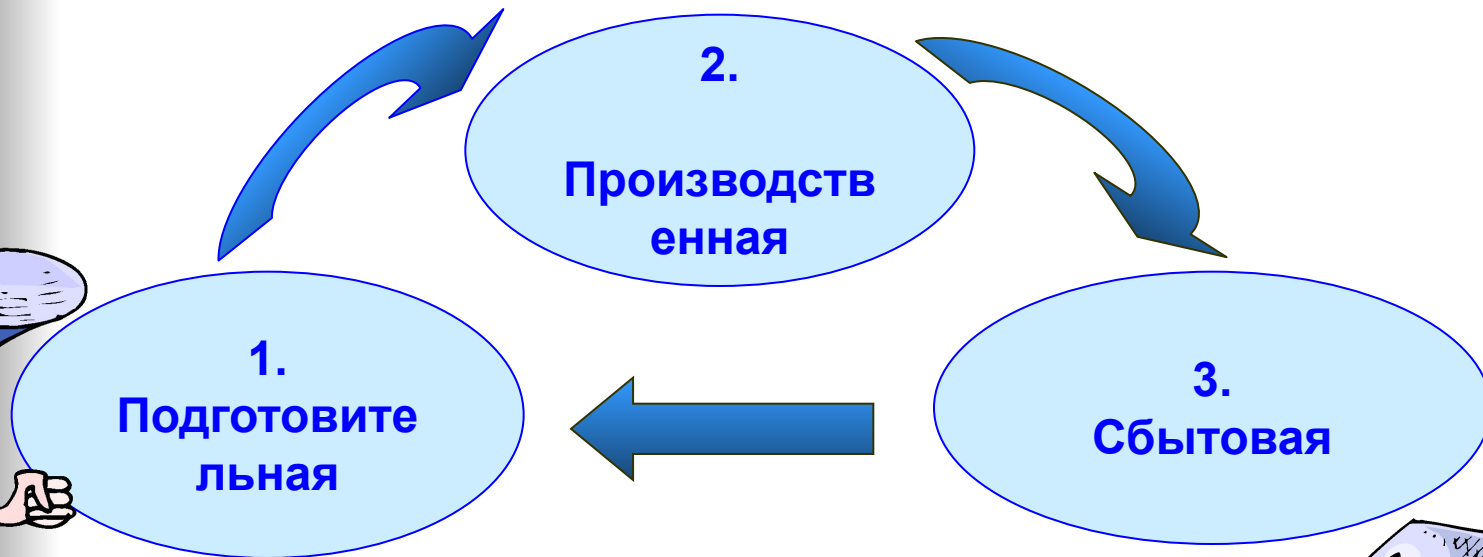 2.
Производств
енная
1.
Подготовите
льная
3.
Сбытовая